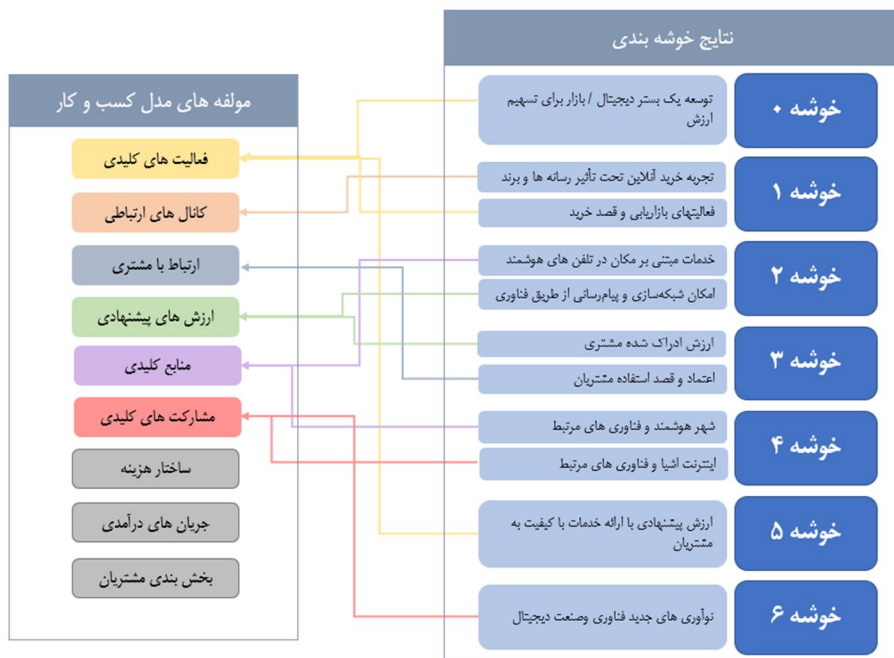 نتایج خوشه بندی
خوشه ۰
توسعه یک بستر دیجیتال / بازار برای تسهیم
ارزش
خوشه ۱
تجربه خرید آنلاین تحت تأثیر رسانه ها و برند
فعالیتهای بازاریابی و قصد خرید
خوشه ۲
خدمات مبتنی بر مکان در تلفن های هوشمند
امکان شبکه‌سازی و پیام‌رسانی از طریق فناوری
خوشه ۳
ارزش ادراک شده مشتری
اعتماد و قصد استفاده مشتریان
خوشه ۴
شهر هوشمند و فناوری های مرتبط
اینترنت اشیا و فناوری های مرتبط
خوشه ۵
ارزش پیشنهادی با ارائه خدمات با کیفیت به
مشتریان
خوشه ۶
نوآوری های جدید فناوری وصنعت دیجیتال
مولفه های مدل کسب و کار
فعالیت های کلیدی
کانال های ارتباطی
ارتباط با مشتری
ارزش های پیشنهادی
منابع کلیدی
مشارکت های کلیدی
ساختار هزینه
جریان های درآمدی
بخش بندی مشتریان